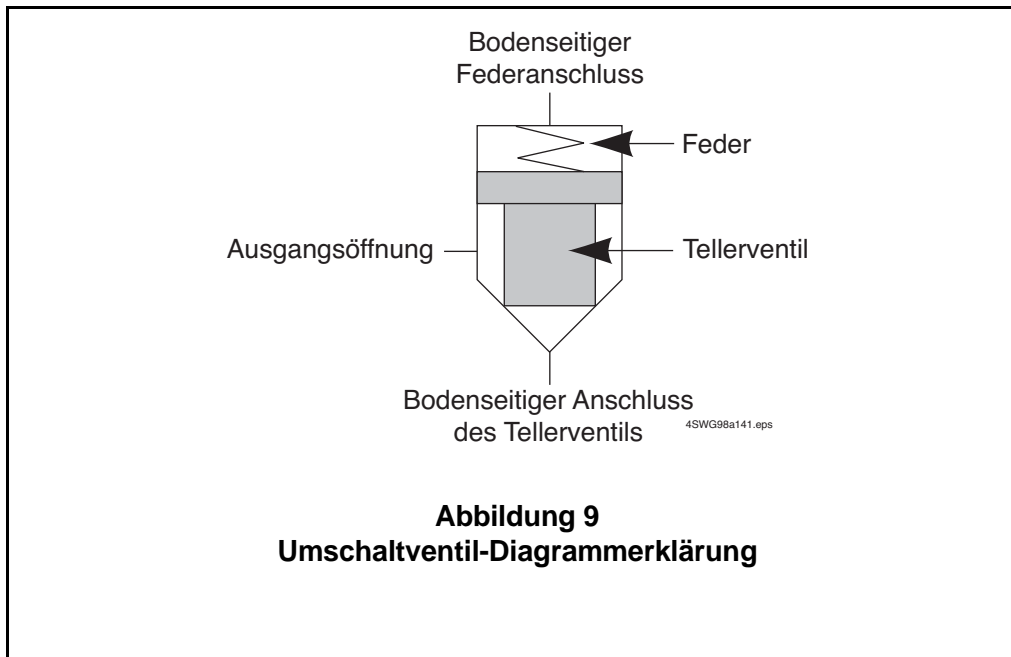 Bodenseitiger
Federanschluss
Feder
Ausgangsöffnung
Tellerventil
Bodenseitiger Anschluss
des Tellerventils
4SWG98a141.eps
Abbildung 9
Umschaltventil-Diagrammerklärung